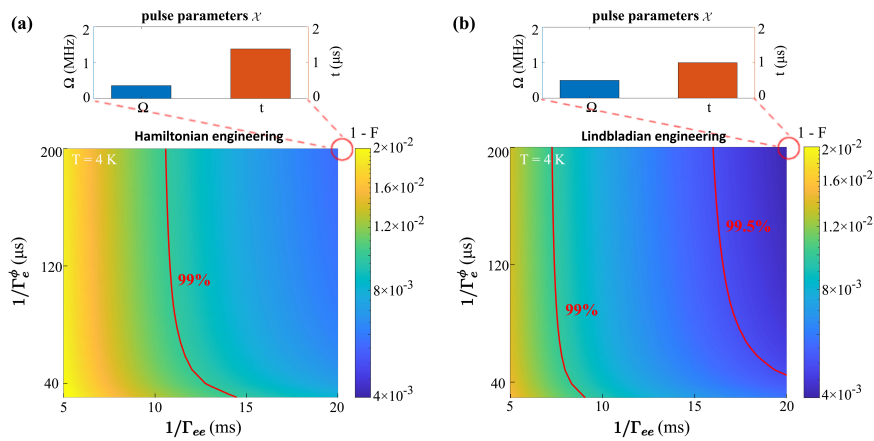 (a)
pulse parameters 𝒳
Ω (MHz)
2
1
0
2
1
0
t (μs)
Ω
t
Hamiltonian engineering
1 - F
T = 4 K
1/Γₑ^ϕ (μs)
200
120
40
99%
5
10
15
20
1/Γₑₑ (ms)
2×10⁻²
1.6×10⁻²
1.2×10⁻²
8×10⁻³
4×10⁻³
(b)
pulse parameters 𝒳
Ω (MHz)
2
1
0
2
1
0
t (μs)
Ω
t
Lindbladian engineering
1 - F
T = 4 K
1/Γₑ^ϕ (μs)
200
120
40
99.5%
99%
5
10
15
20
1/Γₑₑ (ms)
2×10⁻²
1.6×10⁻²
1.2×10⁻²
8×10⁻³
4×10⁻³